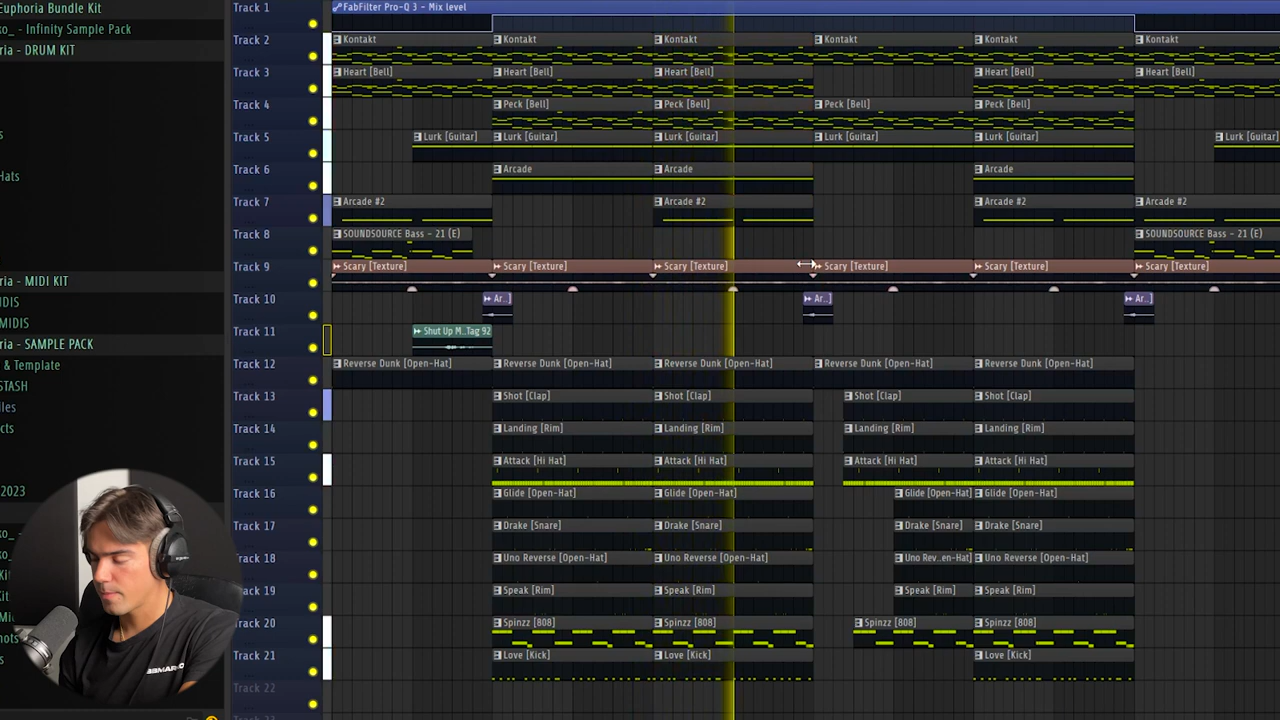 Euphoria Bundle Kit
ko_ - Infinity Sample Pack
ria - DRUM KIT
s
Hats
ria - MIDI KIT
IDIS
MIDIS
ria - SAMPLE PACK
& Template
STASH
iles
cts
2023
Track 1 FabFilter Pro-Q 3 - Mix level
Track 2 Kontakt Kontakt Kontakt Kontakt Kontakt Kontakt
Track 3 Heart [Bell] Heart [Bell] Heart [Bell] Heart [Bell] Heart [Bell]
Track 4 Peck [Bell] Peck [Bell] Peck [Bell] Peck [Bell]
Track 5 Lurk [Guitar] Lurk [Guitar] Lurk [Guitar] Lurk [Guitar] Lurk [Guitar] Lurk [Guitar]
Track 6 Arcade Arcade Arcade
Track 7 Arcade #2 Arcade #2 Arcade #2 Arcade #2
Track 8 SOUNDSOURCE Bass - 21 (E) SOUNDSOURCE Bass - 21 (E)
Track 9 Scary [Texture] Scary [Texture] Scary [Texture] Scary [Texture] Scary [Texture] Scary [Texture]
Track 10 Ar..] Ar..] Ar..]
Track 11 Shut Up M..Tag 92
Track 12 Reverse Dunk [Open-Hat] Reverse Dunk [Open-Hat] Reverse Dunk [Open-Hat] Reverse Dunk [Open-Hat] Reverse Dunk [Open-Hat]
Track 13 Shot [Clap] Shot [Clap] Shot [Clap] Shot [Clap]
Track 14 Landing [Rim] Landing [Rim] Landing [Rim] Landing [Rim]
Track 15 Attack [Hi Hat] Attack [Hi Hat] Attack [Hi Hat] Attack [Hi Hat]
Track 16 Glide [Open-Hat] Glide [Open-Hat] Glide [Open-Hat] Glide [Open-Hat]
Track 17 Drake [Snare] Drake [Snare] Drake [Snare] Drake [Snare]
Track 18 Uno Reverse [Open-Hat] Uno Reverse [Open-Hat] Uno Rev..en-Hat] Uno Reverse [Open-Hat]
Track 19 Speak [Rim] Speak [Rim] Speak [Rim] Speak [Rim]
Track 20 Spinzz [808] Spinzz [808] Spinzz [808] Spinzz [808]
Track 21 Love [Kick] Love [Kick] Love [Kick]
Track 22